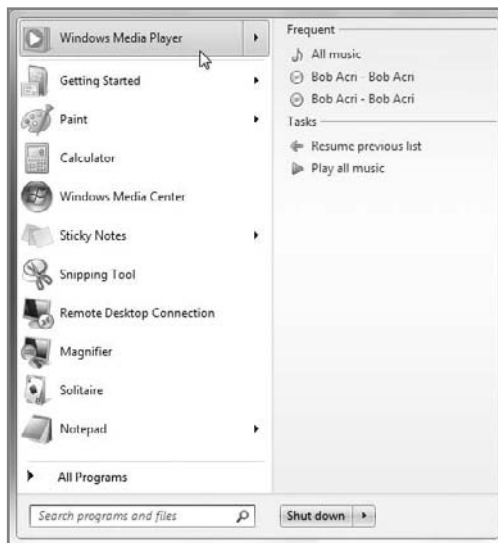 Windows Media Player
Getting Started
Paint
Calculator
Windows Media Center
Sticky Notes
Snipping Tool
Remote Desktop Connection
Magnifier
Solitaire
Notepad
All Programs
Search programs and files
Frequent
All music
Bob Acri - Bob Acri
Bob Acri - Bob Acri
Tasks
Resume previous list
Play all music
Shut down